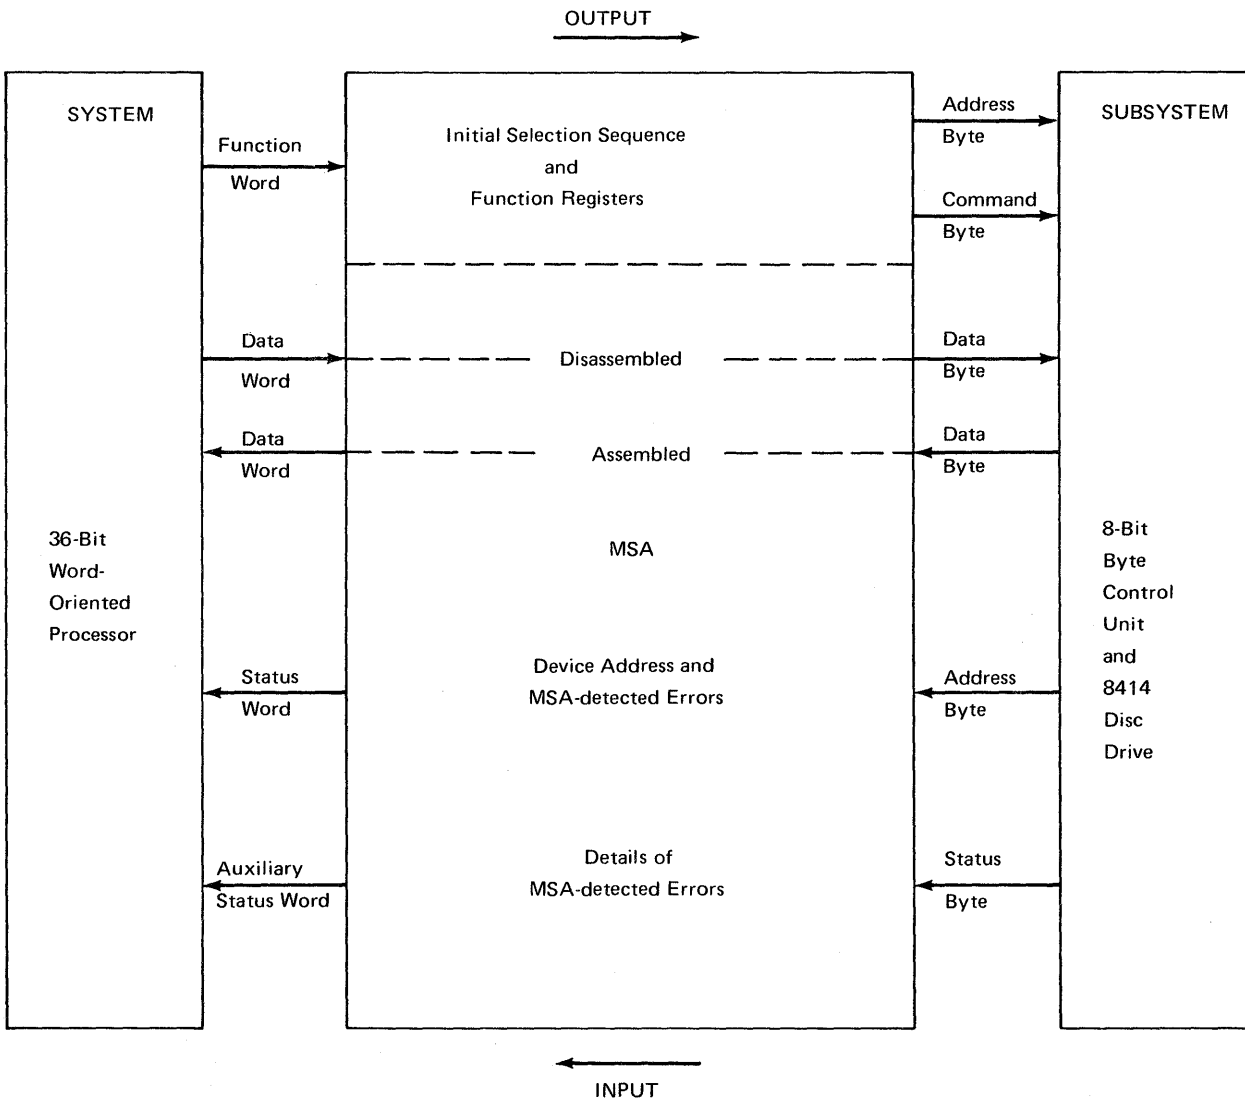 OUTPUT
SYSTEM
Function
Word
Initial Selection Sequence
and
Function Registers
Address
Byte
Command
Byte
SUBSYSTEM
Data
Word
Disassembled
Data
Byte
Data
Word
Assembled
Data
Byte
36-Bit
Word-
Oriented
Processor
MSA
8-Bit
Byte
Control
Unit
and
8414
Disc
Drive
Status
Word
Device Address and
MSA-detected Errors
Address
Byte
Auxiliary
Status Word
Details of
MSA-detected Errors
Status
Byte
INPUT